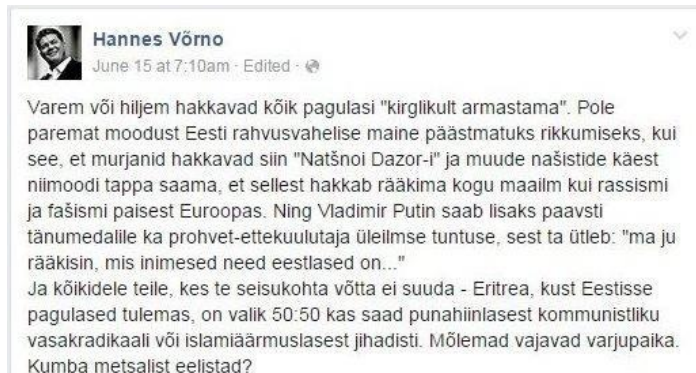 Hannes Võrno
June 15 at 7:10am · Edited ·
Varem või hiljem hakkavad kõik pagulasi "kirglikult armastama". Pole
paremat moodust Eesti rahvusvahelise maine päästmatuks rikkumiseks, kui
see, et murjanid hakkavad siin "Natšnoi Dazor-i" ja muude našistide käest
niimoodi tappa saama, et sellest hakkab rääkima kogu maailm kui rassismi
ja fašismi paisest Euroopas. Ning Vladimir Putin saab lisaks paavsti
tänumedalile ka prohvet-ettekuulutaja üleilmse tuntuse, sest ta ütleb: "ma ju
rääkisin, mis inimesed need eestlased on..."
Ja kõikidele teile, kes te seisukohta võtta ei suuda - Eritrea, kust Eestisse
pagulased tulemas, on valik 50:50 kas saad punahiinlasest kommunistliku
vasakradikaali või islamiäärmuslasest jihadisti. Mõlemad vajavad varjupaika.
Kumba metsalist eelistad?